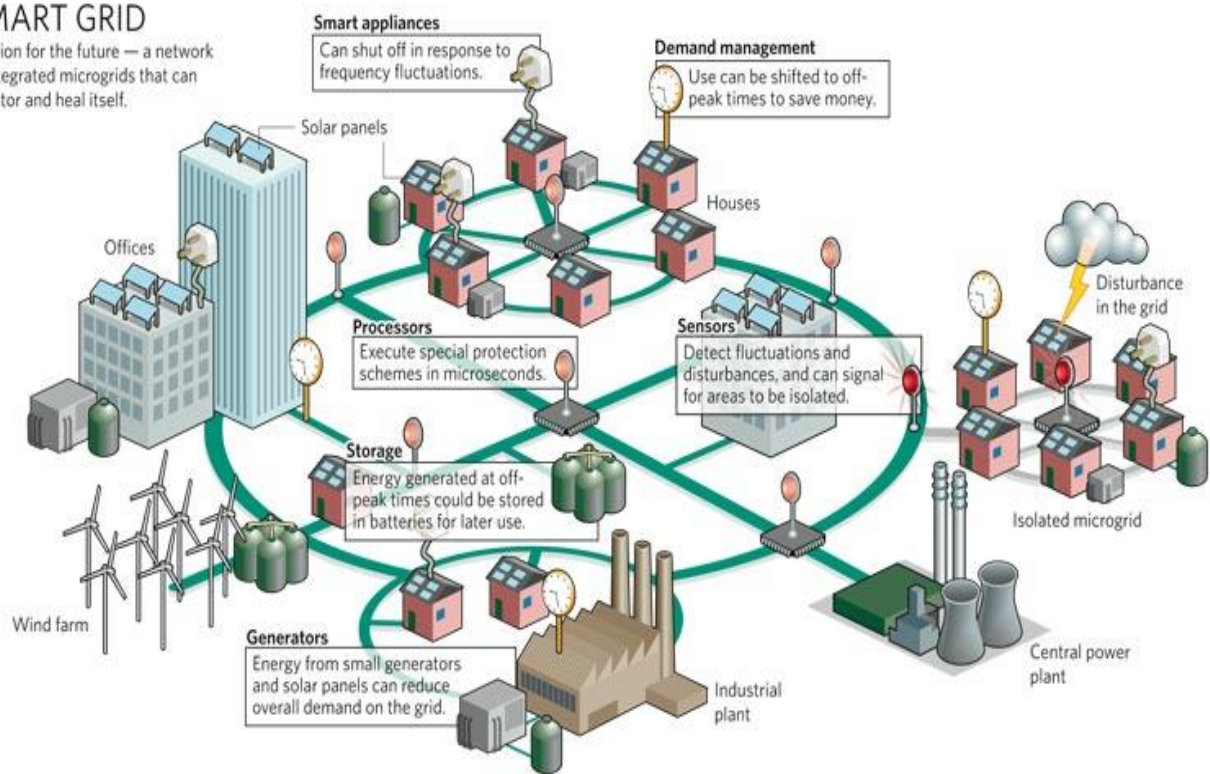 MART GRID
ion for the future — a network
tegrated microgrids that can
tor and heal itself.
Smart appliances
Can shut off in response to
frequency fluctuations.
Demand management
Use can be shifted to off-
peak times to save money.
Solar panels
Houses
Offices
Disturbance
in the grid
Processors
Execute special protection
schemes in microseconds.
Sensors
Detect fluctuations and
disturbances, and can signal
for areas to be isolated.
Storage
Energy generated at off-
peak times could be stored
in batteries for later use.
Isolated microgrid
Wind farm
Generators
Energy from small generators
and solar panels can reduce
overall demand on the grid.
Industrial
plant
Central power
plant